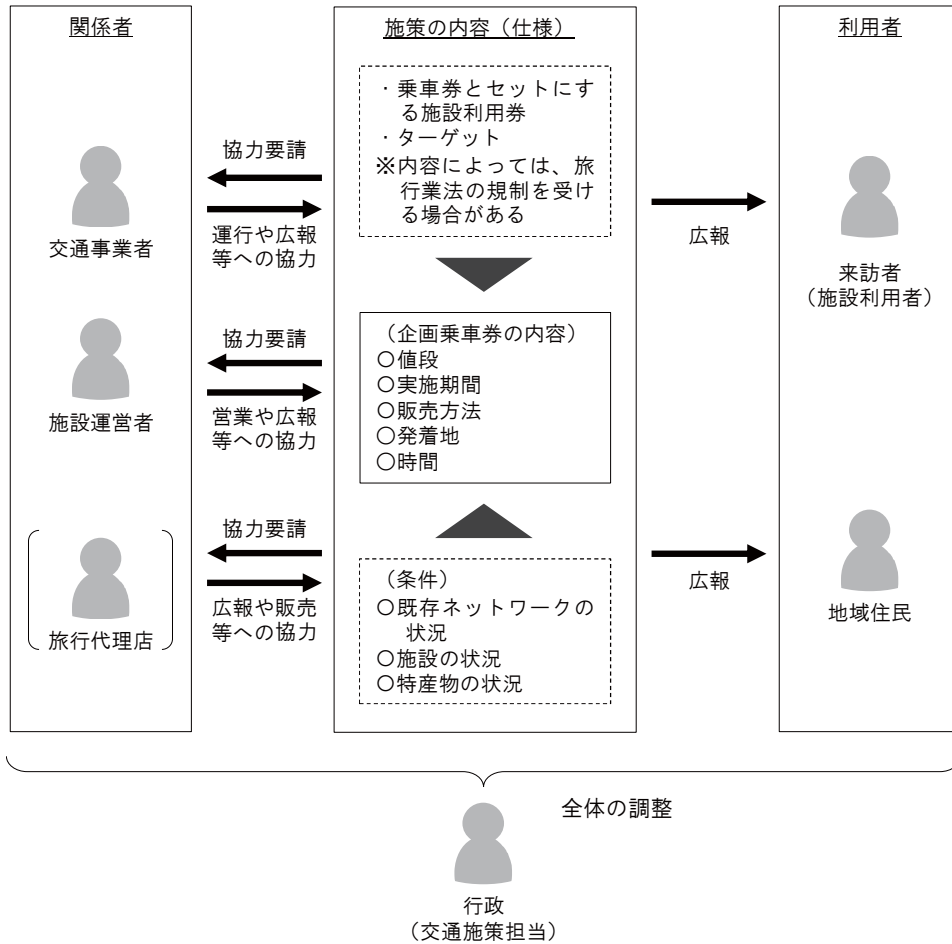 関係者
協力要請
運行や広報
等への協力
交通事業者
協力要請
営業や広報
等への協力
施設運営者
協力要請
広報や販売
等への協力
旅行代理店
施策の内容（仕様）
・乗車券とセットにす
る施設利用券
・ターゲット
※内容によっては、旅
行業法の規制を受け
る場合がある
（企画乗車券の内容）
○値段
○実施期間
○販売方法
○発着地
○時間
（条件）
○既存ネットワークの
状況
○施設の状況
○特産物の状況
利用者
広報
来訪者
（施設利用者）
広報
地域住民
全体の調整
行政
（交通施策担当）